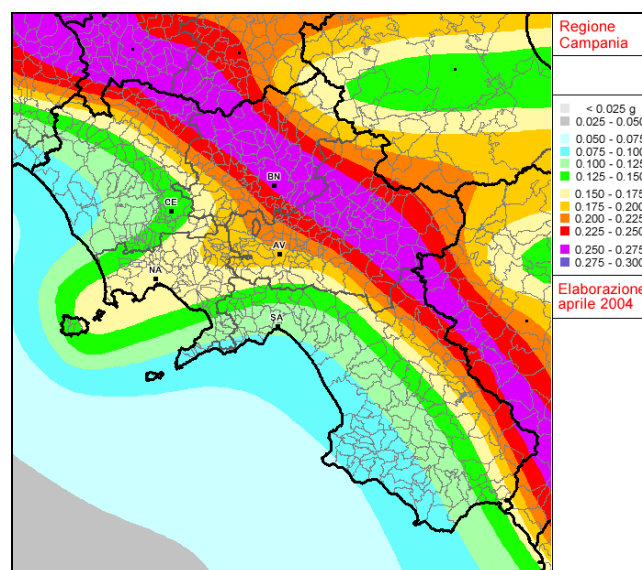 Regione
Campania
< 0.025 g
0.025 - 0.050
0.050 - 0.075
0.075 - 0.100
0.100 - 0.125
0.125 - 0.150
0.150 - 0.175
0.175 - 0.200
0.200 - 0.225
0.225 - 0.250
0.250 - 0.275
0.275 - 0.300
Elaborazione
aprile 2004
BN
CE
AV
NA
SA